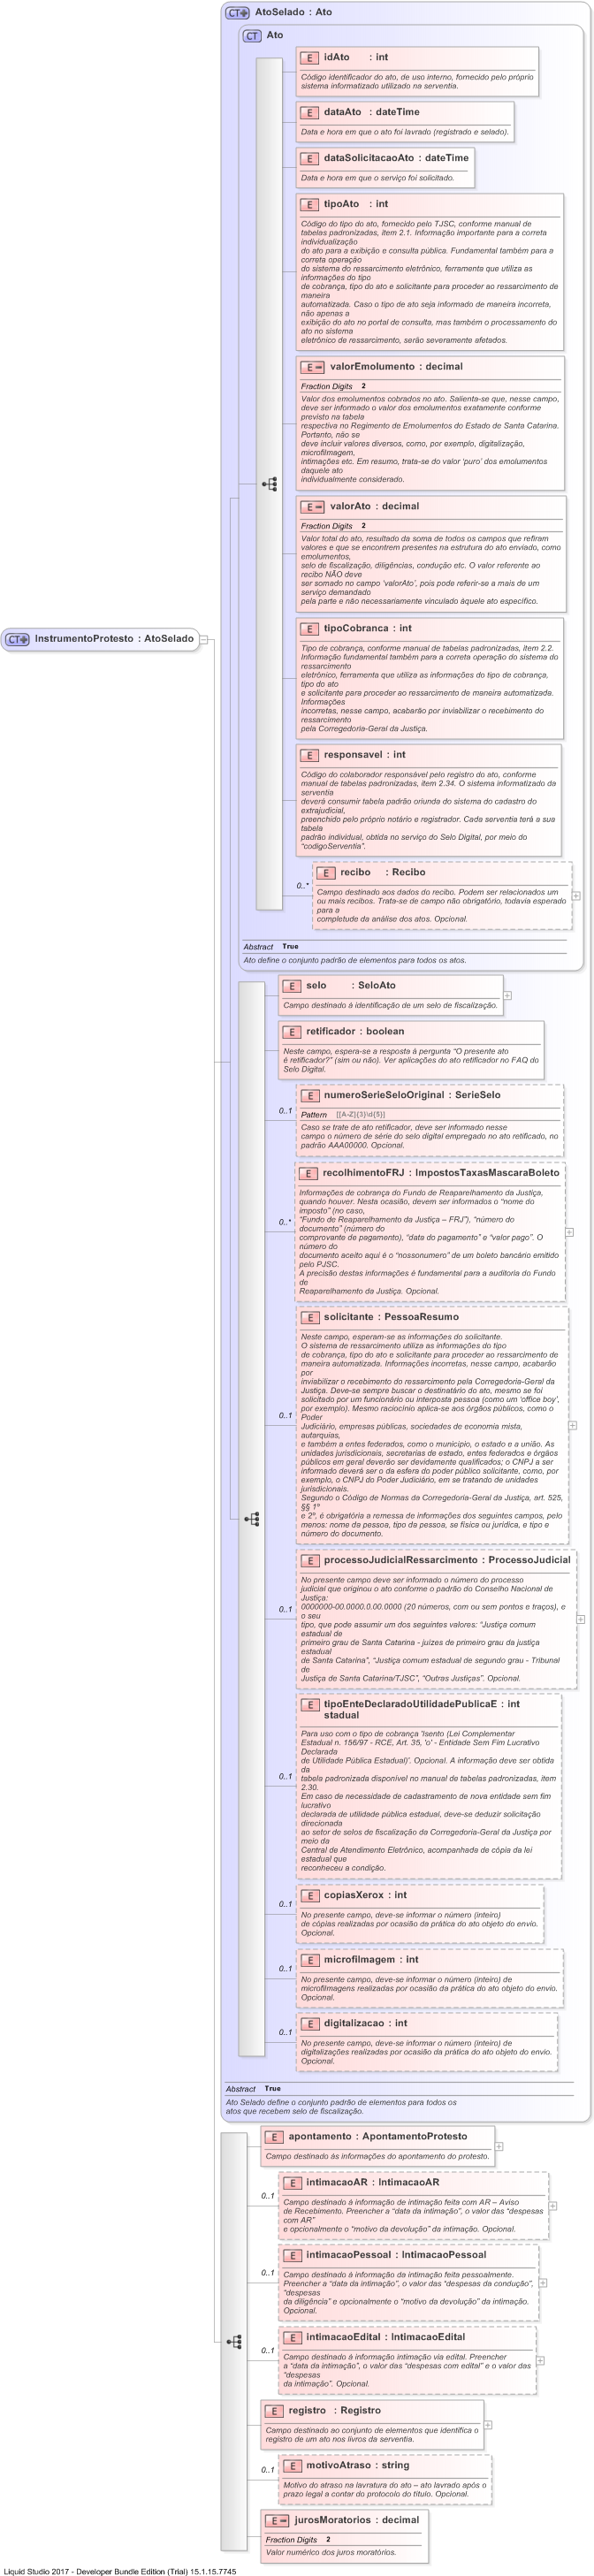 AtoSelado : Ato
CT Ato
E idAto : int
Código identificador do ato, de uso interno, fornecido pelo próprio
sistema informatizado utilizado na serventia.
E dataAto : dateTime
Data e hora em que o ato foi lavrado (registrado e selado).
E dataSolicitacaoAto : dateTime
Data e hora em que o serviço foi solicitado.
E tipoAto : int
Código do tipo do ato, fornecido pelo TJSC, conforme manual de
tabelas padronizadas, item 2.1. Informação importante para a correta
individualização
do ato para a exibição e consulta pública. Fundamental também para a
correta operação
do sistema do ressarcimento eletrônico, ferramenta que utiliza as
informações do tipo
de cobrança, tipo do ato e solicitante para proceder ao ressarcimento de
maneira
automatizada. Caso o tipo de ato seja informado de maneira incorreta,
não apenas a
exibição do ato no portal de consulta, mas também o processamento do
ato no sistema
eletrônico de ressarcimento, serão severamente afetados.
E valorEmolumento : decimal
Fraction Digits 2
Valor dos emolumentos cobrados no ato. Salienta-se que, nesse campo,
deve ser informado o valor dos emolumentos exatamente conforme
previsto na tabela
respectiva no Regimento de Emolumentos do Estado de Santa Catarina.
Portanto, não se
deve incluir valores diversos, como, por exemplo, digitalização,
microfilmagem,
intimações etc. Em resumo, trata-se do valor 'puro' dos emolumentos
daquele ato
individualmente considerado.
E valorAto : decimal
Fraction Digits 2
Valor total do ato, resultado da soma de todos os campos que refiram
valores e que se encontrem presentes na estrutura do ato enviado, como
emolumentos,
selo de fiscalização, diligências, condução etc. O valor referente ao
recibo NÃO deve
ser somado no campo 'valorAto', pois pode referir-se a mais de um
serviço demandado
pela parte e não necessariamente vinculado àquele ato específico.
E tipoCobranca : int
Tipo de cobrança, conforme manual de tabelas padronizadas, item 2.2.
Informação fundamental também para a correta operação do sistema do
ressarcimento
eletrônico, ferramenta que utiliza as informações do tipo de cobrança,
tipo do ato
e solicitante para proceder ao ressarcimento de maneira automatizada.
Informações
incorretas, nesse campo, acabarão por inviabilizar o recebimento do
ressarcimento
pela Corregedoria-Geral da Justiça.
InstrumentoProtesto : AtoSelado
E responsavel : int
Código do colaborador responsável pelo registro do ato, conforme
manual de tabelas padronizadas, item 2.34. O sistema informatizado da
serventia
deverá consumir tabela padrão oriunda do sistema do cadastro do
extrajudicial,
preenchido pelo próprio notário e registrador. Cada serventia terá a sua
tabela
padrão individual, obtida no serviço do Selo Digital, por meio do
"codigoServentia".
E recibo : Recibo
0..*
Campo destinado aos dados do recibo. Podem ser relacionados um
ou mais recibos. Trata-se de campo não obrigatório, todavia esperado
para a
completude da análise dos atos. Opcional.
Abstract True
Ato define o conjunto padrão de elementos para todos os atos.
E selo : SeloAto
Campo destinado à identificação de um selo de fiscalização.
E retificador : boolean
Neste campo, espera-se a resposta à pergunta "O presente ato
é retificador?" (sim ou não). Ver aplicações do ato retificador no FAQ do
Selo Digital.
E numeroSerieSeloOriginal : SerieSelo
0..1
Pattern [[A-Z]{3}\d{5}]
Caso se trate de ato retificador, deve ser informado nesse
campo o número de série do selo digital empregado no ato retificado, no
padrão AAA00000. Opcional.
E recolhimentoFRJ : ImpostosTaxasMascaraBoleto
0..*
Informações de cobrança do Fundo de Reaparelhamento da Justiça,
quando houver. Nesta ocasião, devem ser informados o "nome do
imposto" (no caso,
"Fundo de Reaparelhamento da Justiça – FRJ"), "número do
documento" (número do
comprovante de pagamento), "data do pagamento" e "valor pago". O
número do
documento aceito aqui é o "nossonumero" de um boleto bancário emitido
pelo PJSC.
A precisão destas informações é fundamental para a auditoria do Fundo
de
Reaparelhamento da Justiça. Opcional.
E solicitante : PessoaResumo
0..1
Neste campo, esperam-se as informações do solicitante.
O sistema de ressarcimento utiliza as informações do tipo
de cobrança, tipo do ato e solicitante para proceder ao ressarcimento de
maneira automatizada. Informações incorretas, nesse campo, acabarão
por
inviabilizar o recebimento do ressarcimento pela Corregedoria-Geral da
Justiça. Deve-se sempre buscar o destinatário do ato, mesmo se foi
solicitado por um funcionário ou interposta pessoa (como um 'office boy',
por exemplo). Mesmo raciocínio aplica-se aos órgãos públicos, como o
Poder
Judiciário, empresas públicas, sociedades de economia mista,
autarquias,
e também a entes federados, como o município, o estado e a união. As
unidades jurisdicionais, secretarias de estado, entes federados e órgãos
públicos em geral deverão ser devidamente qualificados; o CNPJ a ser
informado deverá ser o da esfera do poder público solicitante, como, por
exemplo, o CNPJ do Poder Judiciário, em se tratando de unidades
jurisdicionais.
Segundo o Código de Normas da Corregedoria-Geral da Justiça, art. 525,
§§ 1º
e 2º, é obrigatória a remessa de informações dos seguintes campos, pelo
menos: nome da pessoa, tipo da pessoa, se física ou jurídica, e tipo e
número do documento.
E processoJudicialRessarcimento : ProcessoJudicial
0..1
No presente campo deve ser informado o número do processo
judicial que originou o ato conforme o padrão do Conselho Nacional de
Justiça:
0000000-00.0000.0.00.0000 (20 números, com ou sem pontos e traços), e
o seu
tipo, que pode assumir um dos seguintes valores: "Justiça comum
estadual de
primeiro grau de Santa Catarina - juízes de primeiro grau da justiça
estadual
de Santa Catarina", "Justiça comum estadual de segundo grau - Tribunal
de
Justiça de Santa Catarina/TJSC", "Outras Justiças". Opcional.
E tipoEnteDeclaradoUtilidadePublicaE : int
stadual
0..1
Para uso com o tipo de cobrança 'Isento (Lei Complementar
Estadual n. 156/97 - RCE, Art. 35, 'o' - Entidade Sem Fim Lucrativo
Declarada
de Utilidade Pública Estadual)'. Opcional. A informação deve ser obtida
da
tabela padronizada disponível no manual de tabelas padronizadas, item
2.30.
Em caso de necessidade de cadastramento de nova entidade sem fim
lucrativo
declarada de utilidade pública estadual, deve-se deduzir solicitação
direcionada
ao setor de selos de fiscalização da Corregedoria-Geral da Justiça por
meio da
Central de Atendimento Eletrônico, acompanhada de cópia da lei
estadual que
reconheceu a condição.
E copiasXerox : int
0..1
No presente campo, deve-se informar o número (inteiro)
de cópias realizadas por ocasião da prática do ato objeto do envio.
Opcional.
E microfilmagem : int
0..1
No presente campo, deve-se informar o número (inteiro) de
microfilmagens realizadas por ocasião da prática do ato objeto do envio.
Opcional.
E digitalizacao : int
0..1
No presente campo, deve-se informar o número (inteiro) de
digitalizações realizadas por ocasião da prática do ato objeto do envio.
Opcional.
Abstract True
Ato Selado define o conjunto padrão de elementos para todos os
atos que recebem selo de fiscalização.
E apontamento : ApontamentoProtesto
Campo destinado às informações do apontamento do protesto.
E intimacaoAR : IntimacaoAR
0..1
Campo destinado à informação de intimação feita com AR – Aviso
de Recebimento. Preencher a "data da intimação", o valor das "despesas
com AR"
e opcionalmente o "motivo da devolução" da intimação. Opcional.
E intimacaoPessoal : IntimacaoPessoal
0..1
Campo destinado à informação da intimação feita pessoalmente.
Preencher a "data da intimação", o valor das "despesas da condução",
"despesas
da diligência" e opcionalmente o "motivo da devolução" da intimação.
Opcional.
E intimacaoEdital : IntimacaoEdital
0..1
Campo destinado à informação intimação via edital. Preencher
a "data da intimação", o valor das "despesas com edital" e o valor das
"despesas
da intimação". Opcional.
E registro : Registro
Campo destinado ao conjunto de elementos que identifica o
registro de um ato nos livros da serventia.
E motivoAtraso : string
0..1
Motivo do atraso na lavratura do ato – ato lavrado após o
prazo legal a contar do protocolo do título. Opcional.
E jurosMoratorios : decimal
Fraction Digits 2
Valor numérico dos juros moratórios.
Liquid Studio 2017 - Developer Bundle Edition (Trial) 15.1.15.7745